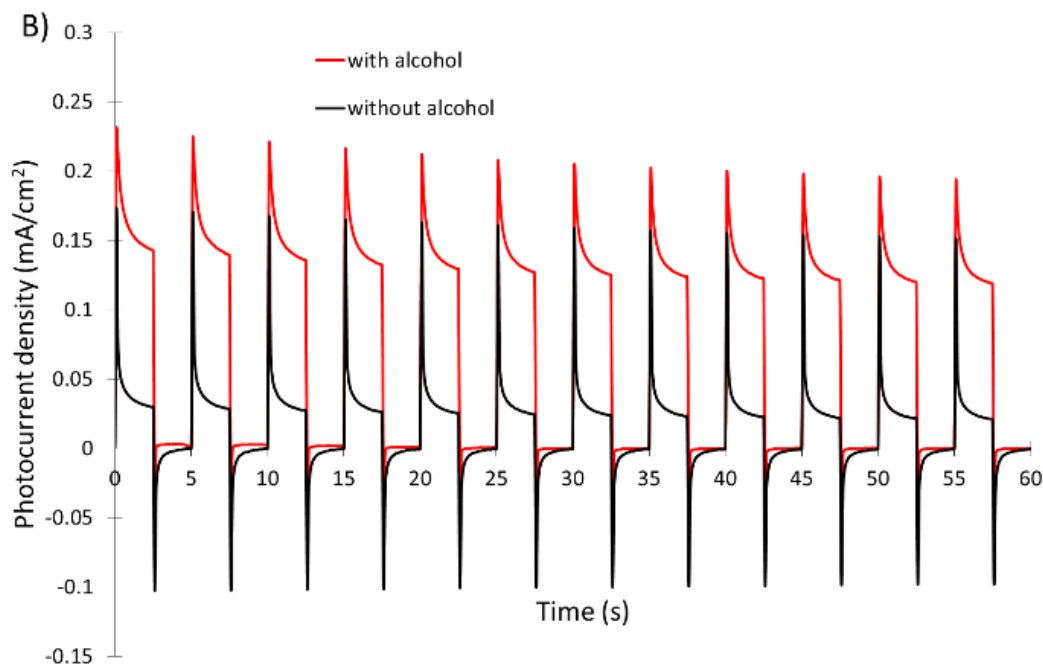 B)
0.3
with alcohol
0.25
without alcohol
0.2
0.15
0.1
0.05
0
0 5 10 15 20 25 30 35 40 45 50 55 60
-0.05
-0.1
-0.15
Time (s)
Photocurrent density (mA/cm²)